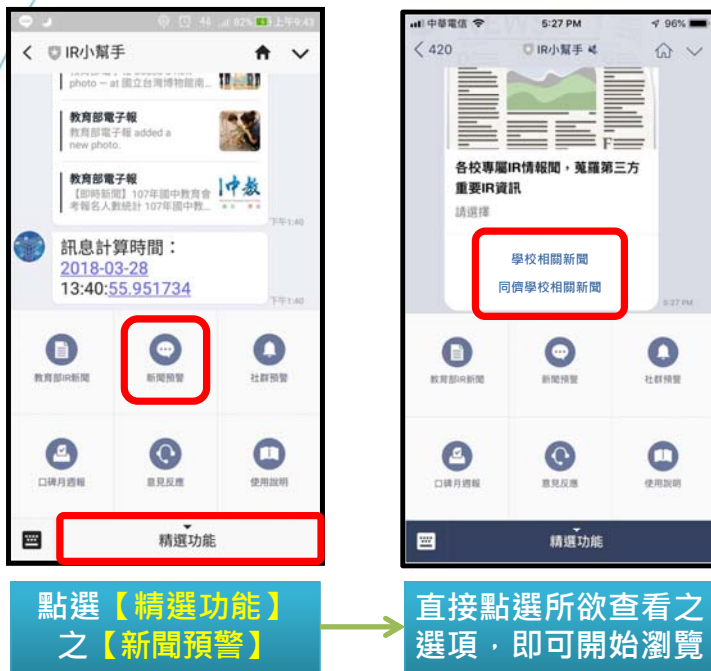 46 82% 上午9:43
IR小幫手
photo — at 國立台灣博物館南...
教育部電子報
教育部電子報 added a
new photo.
教育部電子報
【即時新聞】107年國中教育會
考報名人數統計 107年國中教...
中教
下午1:40
訊息計算時間：
2018-03-28
13:40:55.951734
下午1:40
教育部IR新聞
新聞預警
社群預警
口碑月週報
意見反應
使用說明
精選功能
點選【精選功能】
之【新聞預警】
中華電信
5:27 PM
96%
420
IR小幫手
各校專屬IR情報聞，蒐羅第三方
重要IR資訊
請選擇
學校相關新聞
同儕學校相關新聞
5:27 PM
教育部IR新聞
新聞預警
社群預警
口碑月週報
意見反應
使用說明
精選功能
直接點選所欲查看之
選項，即可開始瀏覽